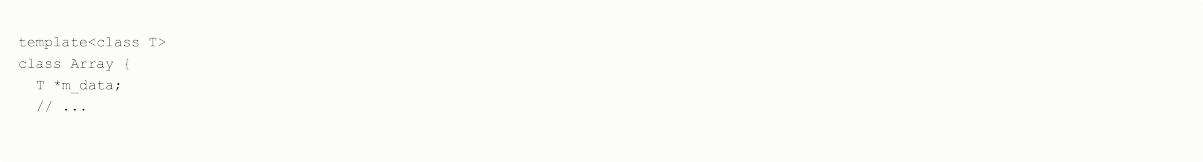 template<class T>
class Array {
  T *m_data;
  // ...